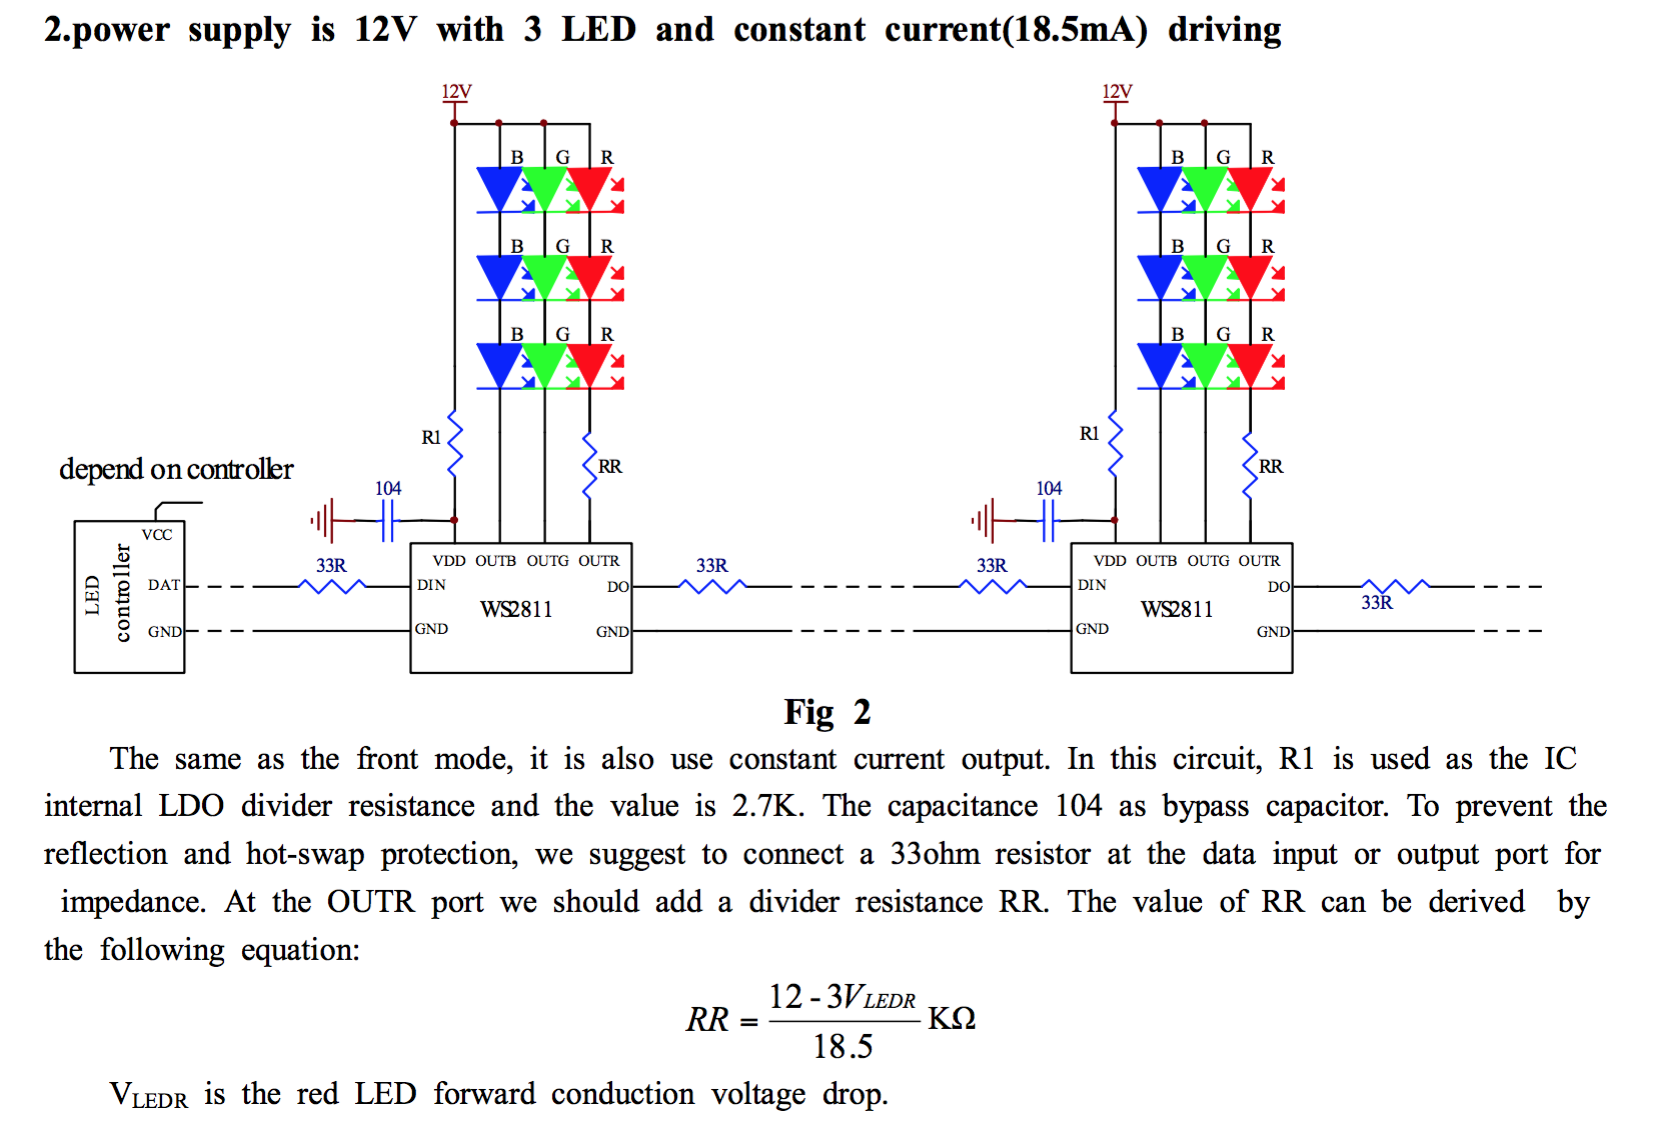 2.power supply is 12V with 3 LED and constant current(18.5mA) driving
12V
12V
B G R
B G R
B G R
B G R
B G R
B G R
R1
R1
RR
RR
depend on controller
104
104
VCC
LED controller
DAT
GND
33R
VDD OUTB OUTG OUTR
DIN
DO
WS2811
GND
GND
33R
33R
VDD OUTB OUTG OUTR
DIN
DO
WS2811
GND
GND
33R
Fig 2
The same as the front mode, it is also use constant current output. In this circuit, R1 is used as the IC
internal LDO divider resistance and the value is 2.7K. The capacitance 104 as bypass capacitor. To prevent the
reflection and hot-swap protection, we suggest to connect a 33ohm resistor at the data input or output port for
impedance. At the OUTR port we should add a divider resistance RR. The value of RR can be derived by
the following equation:
RR = 12 - 3VLEDR / 18.5 KΩ
VLEDR is the red LED forward conduction voltage drop.